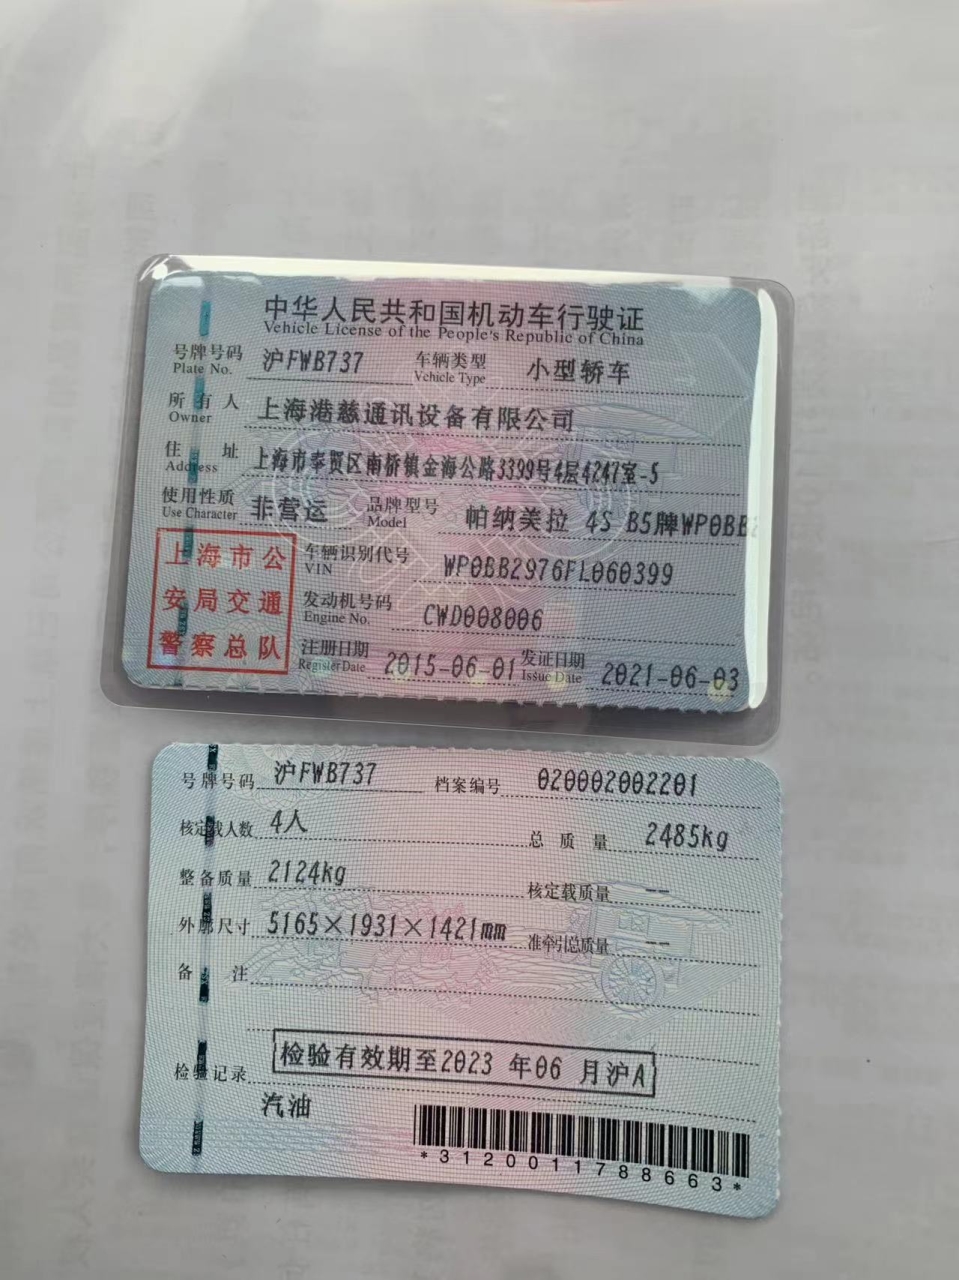 中华人民共和国机动车行驶证
Vehicle License of the People's Republic of China
号牌号码 沪FWB737 车辆类型 小型轿车
Plate No. Vehicle Type
所有人 上海港慈通讯设备有限公司
Owner
住址 上海市奉贤区南桥镇金海公路3399号4层4247室-5
Address
使用性质 非营运 品牌型号 帕纳美拉 4S B5牌WP0BB2
Use Character Model
上海市公
安局交通
警察总队
车辆识别代号 WP0BB2976FL060399
VIN
发动机号码 CWD008006
Engine No.
注册日期 2015-06-01 发证日期 2021-06-03
Register Date Issue Date
号牌号码 沪FWB737 档案编号 020002002201
核定载人数 4人 总质量 2485kg
整备质量 2124kg 核定载质量 --
外廓尺寸 5165×1931×1421mm 准牵引总质量 --
备注
检验记录 检验有效期至2023 年06 月沪A
汽油
*3120011788663*